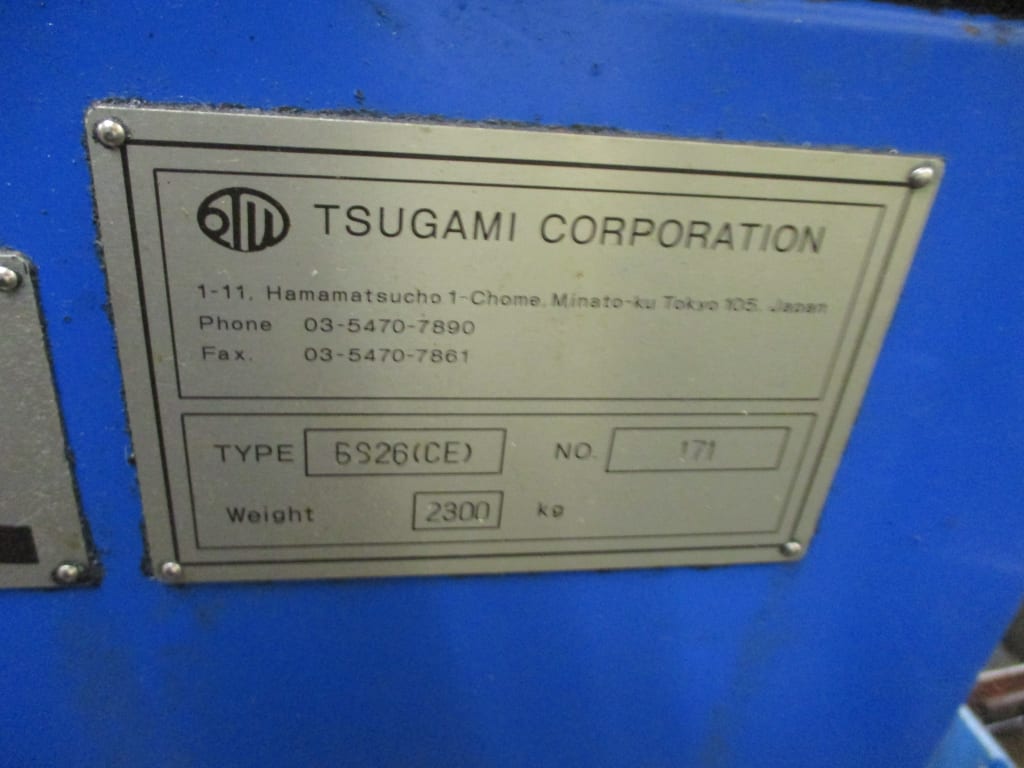 TSUGAMI CORPORATION
1-11, Hamamatsucho 1-Chome, Minato-ku Tokyo 105, Japan
Phone 03-5470-7890
Fax. 03-5470-7861
TYPE BS26(CE) NO. 171
Weight 2300 kg